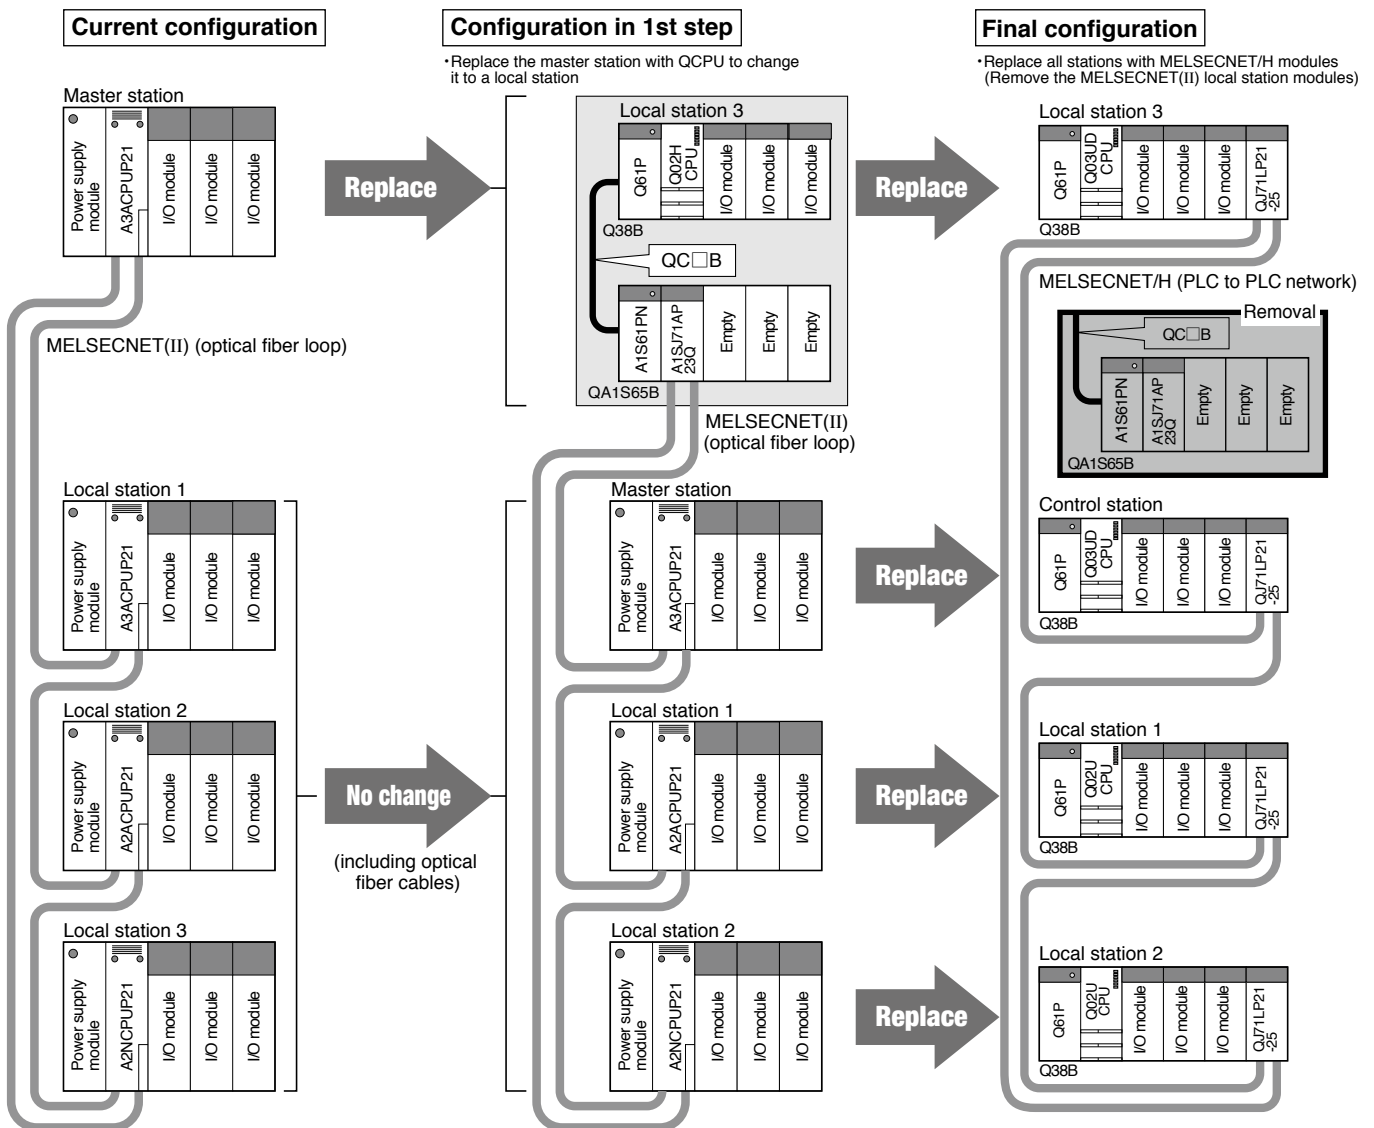 Current configuration
Master station
Power supply
module
A3ACPUP21
I/O module
I/O module
I/O module
MELSECNET(II) (optical fiber loop)
Local station 1
Power supply
module
A3ACPUP21
I/O module
I/O module
I/O module
Local station 2
Power supply
module
A2ACPUP21
I/O module
I/O module
I/O module
Local station 3
Power supply
module
A2NCPUP21
I/O module
I/O module
I/O module
Replace
No change
(including optical
fiber cables)
Configuration in 1st step
・Replace the master station with QCPU to change
it to a local station
Local station 3
Q61P
Q02H
CPU
I/O module
I/O module
I/O module
Q38B
QC□B
A1S61PN
A1SJ71AP
23Q
Empty
Empty
Empty
QA1S65B
MELSECNET(II)
(optical fiber loop)
Master station
Power supply
module
A3ACPUP21
I/O module
I/O module
I/O module
Local station 1
Power supply
module
A2ACPUP21
I/O module
I/O module
I/O module
Local station 2
Power supply
module
A2NCPUP21
I/O module
I/O module
I/O module
Replace
Replace
Replace
Replace
Final configuration
・Replace all stations with MELSECNET/H modules
(Remove the MELSECNET(II) local station modules)
Local station 3
Q61P
Q03UD
CPU
I/O module
I/O module
I/O module
QJ71LP21
-25
Q38B
MELSECNET/H (PLC to PLC network)
Removal
QC□B
A1S61PN
A1SJ71AP
23Q
Empty
Empty
Empty
QA1S65B
Control station
Q61P
Q03UD
CPU
I/O module
I/O module
I/O module
QJ71LP21
-25
Q38B
Local station 1
Q61P
Q02U
CPU
I/O module
I/O module
I/O module
QJ71LP21
-25
Q38B
Local station 2
Q61P
Q02U
CPU
I/O module
I/O module
I/O module
QJ71LP21
-25
Q38B